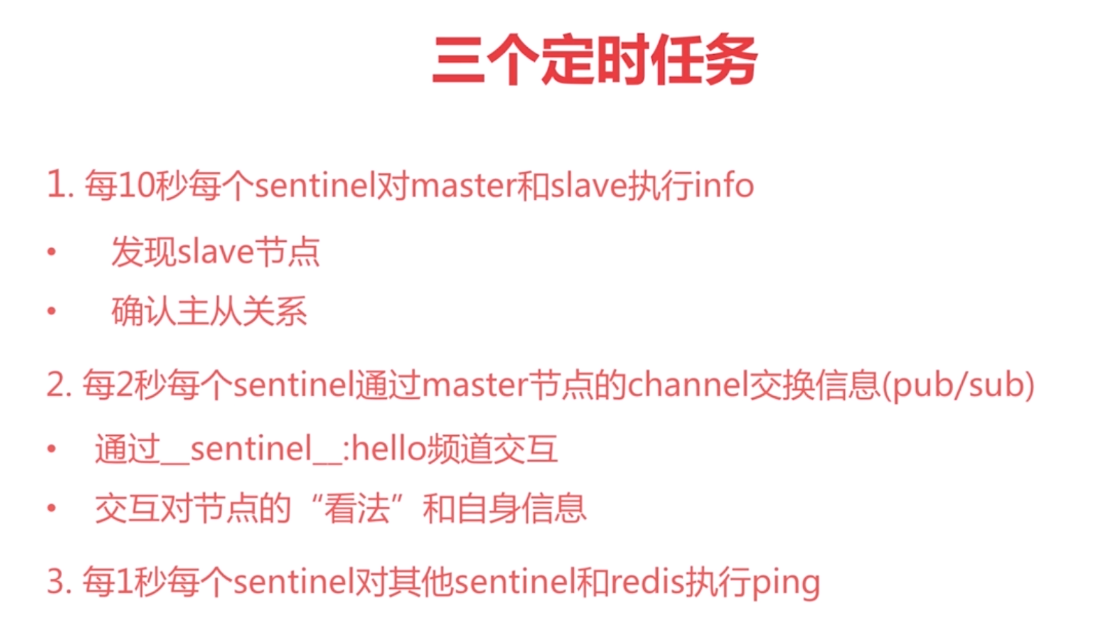 三个定时任务
1. 每10秒每个sentinel对master和slave执行info
• 发现slave节点
• 确认主从关系
2. 每2秒每个sentinel通过master节点的channel交换信息(pub/sub)
• 通过__sentinel__:hello频道交互
• 交互对节点的“看法”和自身信息
3. 每1秒每个sentinel对其他sentinel和redis执行ping